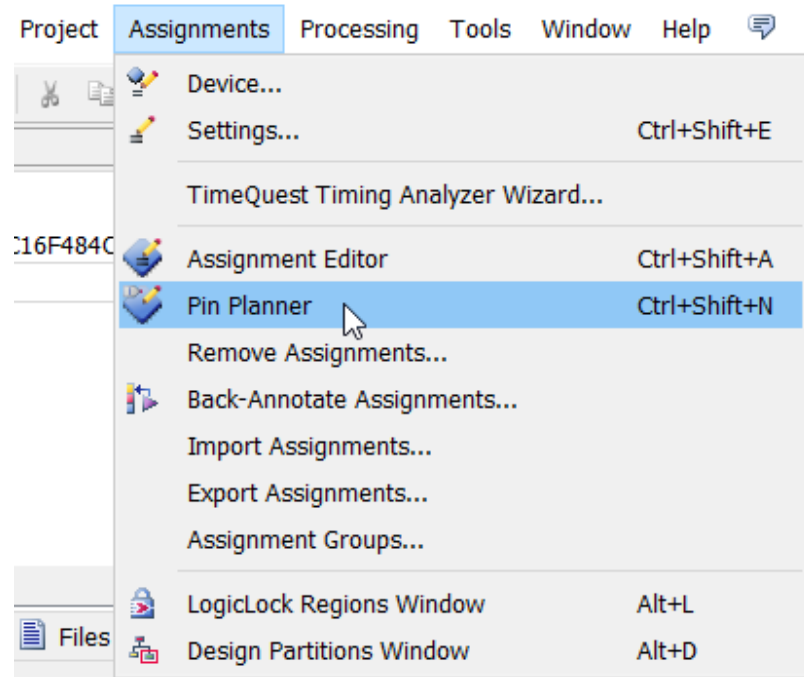 Project Assignments Processing Tools Window Help
Device...
Settings... Ctrl+Shift+E
TimeQuest Timing Analyzer Wizard...
C16F484C
Assignment Editor Ctrl+Shift+A
Pin Planner Ctrl+Shift+N
Remove Assignments...
Back-Annotate Assignments...
Import Assignments...
Export Assignments...
Assignment Groups...
LogicLock Regions Window Alt+L
Files
Design Partitions Window Alt+D